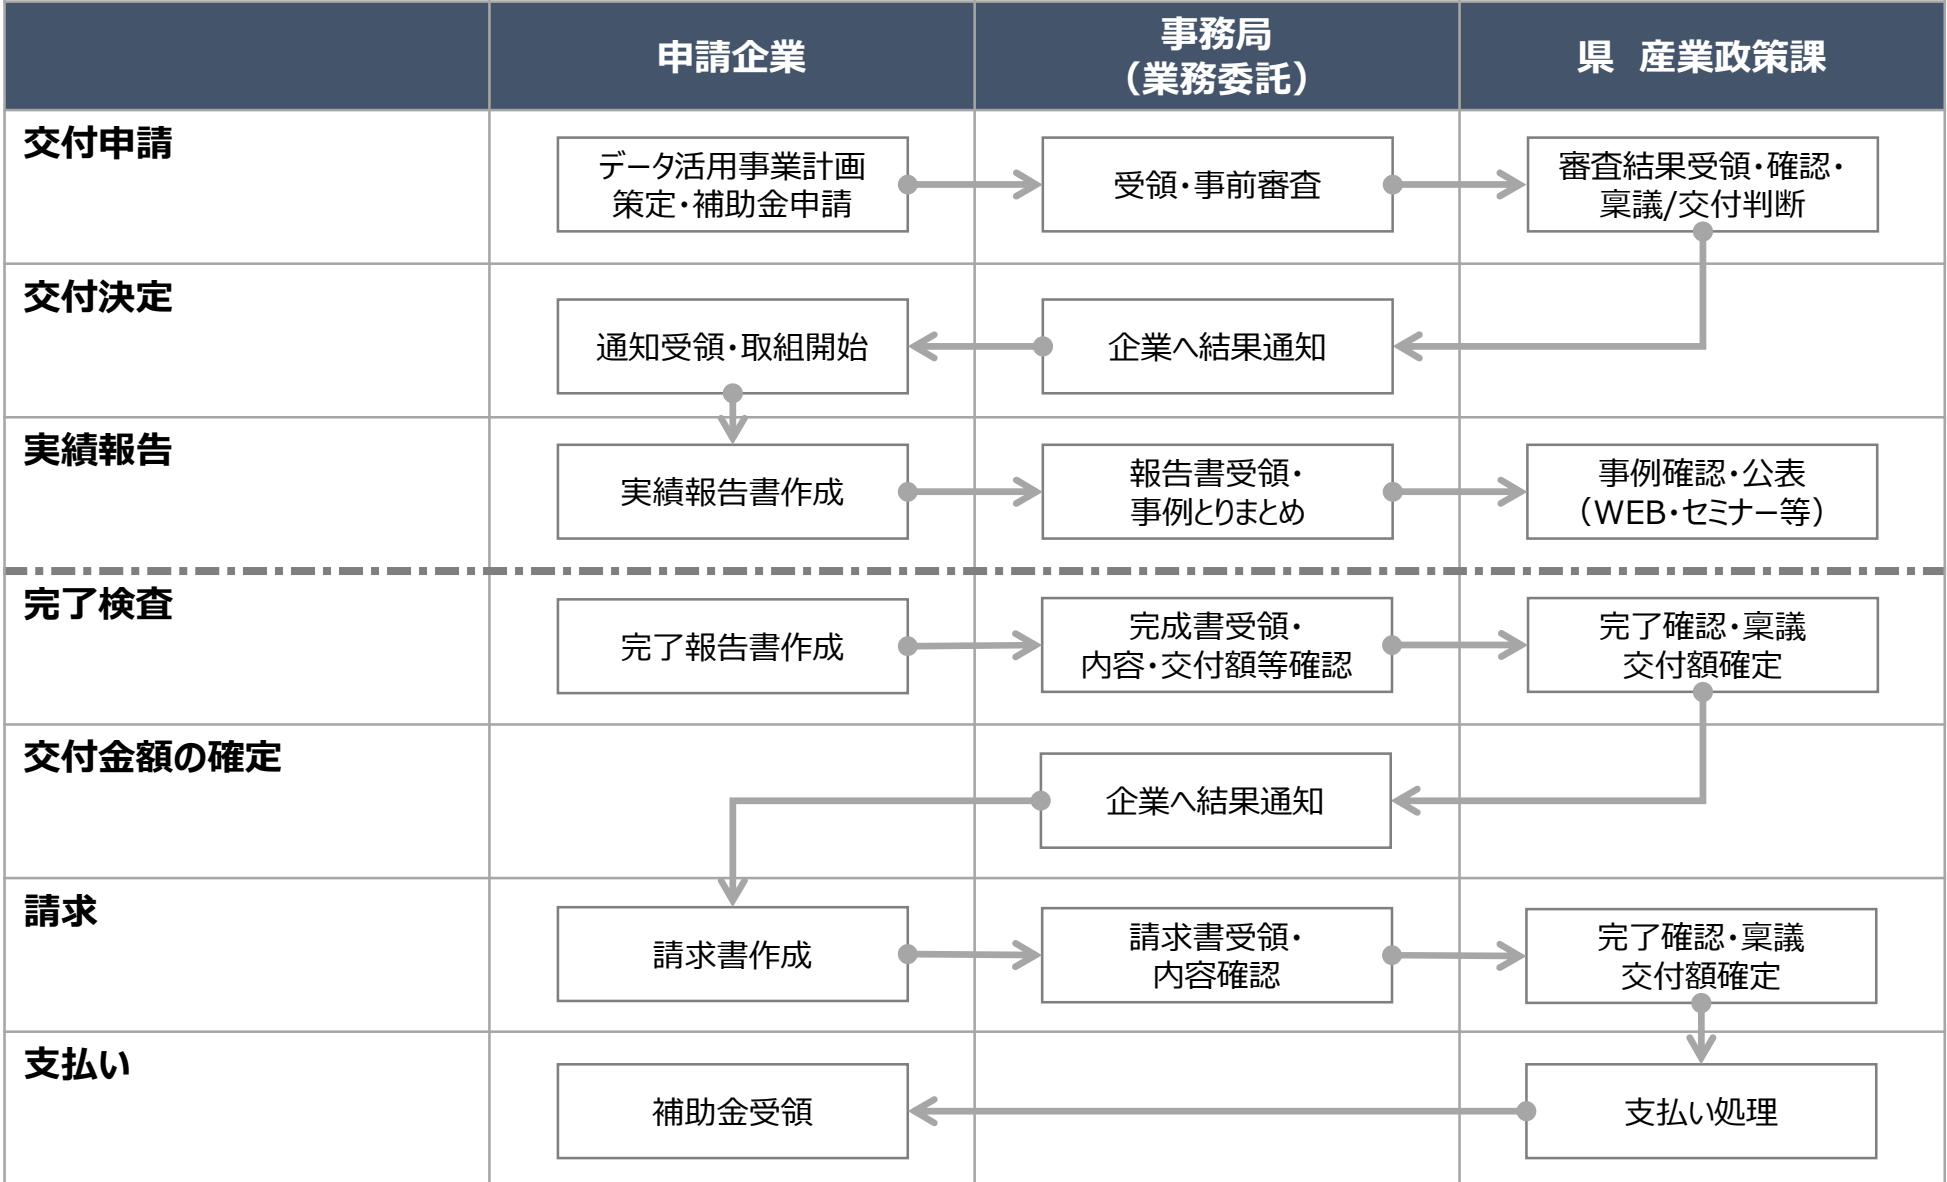 申請企業
事務局
（業務委託）
県　産業政策課
交付申請
データ活用事業計画
策定・補助金申請
受領・事前審査
審査結果受領・確認・
稟議/交付判断
交付決定
通知受領・取組開始
企業へ結果通知
実績報告
実績報告書作成
報告書受領・
事例とりまとめ
事例確認・公表
（WEB・セミナー等）
完了検査
完了報告書作成
完成書受領・
内容・交付額等確認
完了確認・稟議
交付額確定
交付金額の確定
企業へ結果通知
請求
請求書作成
請求書受領・
内容確認
完了確認・稟議
交付額確定
支払い
補助金受領
支払い処理